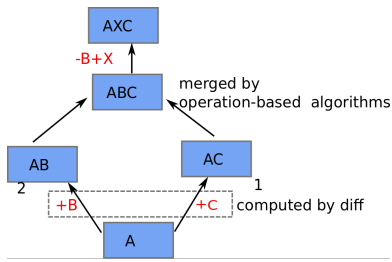 AXC
-B+X
ABC
merged by
operation-based algorithms
AB
AC
2
1
+B
+C
computed by diff
A